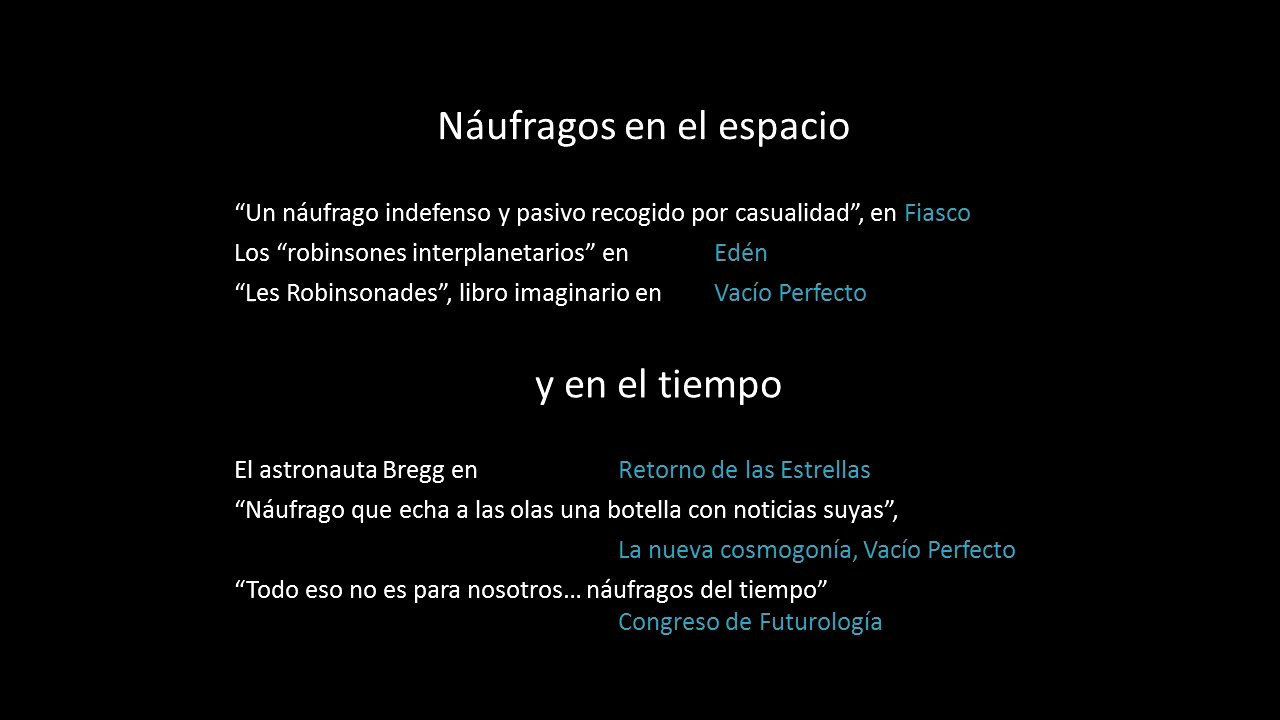 Náufragos en el espacio
“Un náufrago indefenso y pasivo recogido por casualidad”, en Fiasco
Los “robinsones interplanetarios” en Edén
“Les Robinsonades”, libro imaginario en Vacío Perfecto
y en el tiempo
El astronauta Bregg en Retorno de las Estrellas
“Náufrago que echa a las olas una botella con noticias suyas”,
La nueva cosmogonía, Vacío Perfecto
“Todo eso no es para nosotros... náufragos del tiempo”
Congreso de Futurología